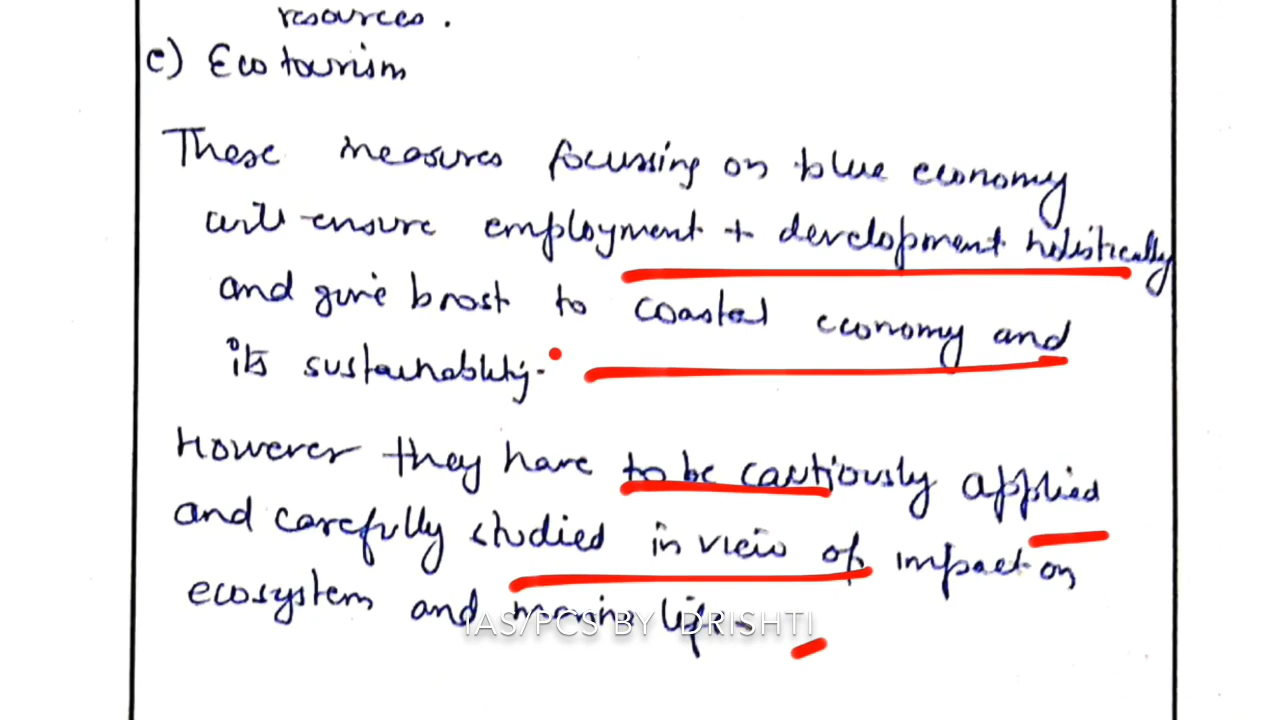 resources.
c) Eco tourism
These measures focussing on blue economy
will ensure employment + development holistically
and give boost to coastal economy and
its sustainability.
However they have to be cautiously applied
and carefully studied in view of impact on
ecosystem and marine life.
IAS/PCS BY DRISHTI